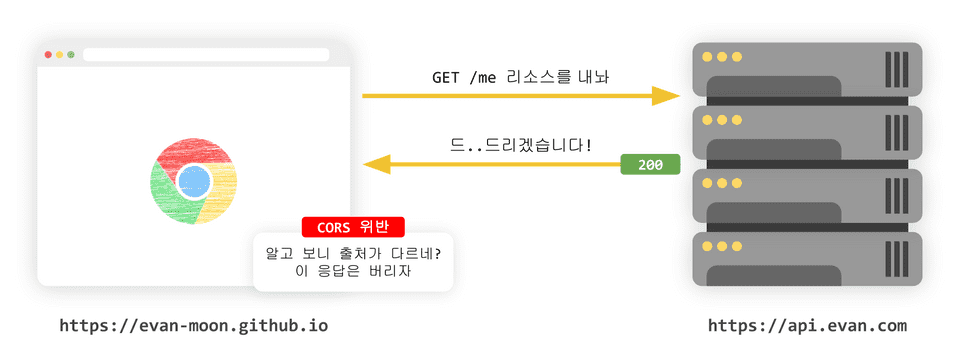 GET /me 리소스를 내놔
드..드리겠습니다!
200
CORS 위반
알고 보니 출처가 다르네?
이 응답은 버리자
https://evan-moon.github.io
https://api.evan.com